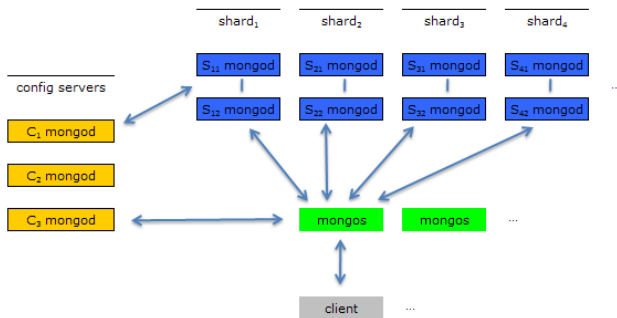 shard₁ shard₂ shard₃ shard₄
S₁₁ mongod S₂₁ mongod S₃₁ mongod S₄₁ mongod
...
config servers
S₁₂ mongod S₂₂ mongod S₃₂ mongod S₄₂ mongod
C₁ mongod
C₂ mongod
C₃ mongod mongos mongos ...
client ...